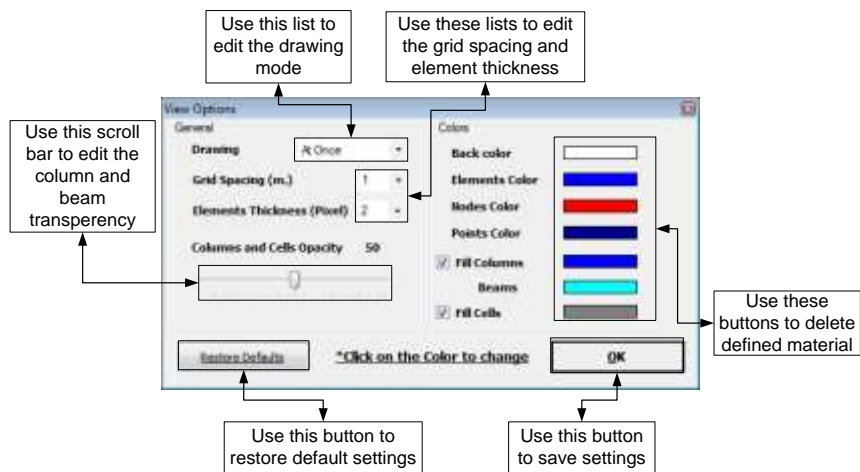 Use this list to
edit the drawing
mode
Use these lists to edit
the grid spacing and
element thickness
Use this scroll
bar to edit the
column and
beam
transperency
View Options
General
Drawing
At Once
Grid Spacing (m.)
1
Elements Thickness (Pixel)
2
Columns and Cells Opacity
50
Colors
Back color
Elements Color
Nodes Color
Points Color
Fill Columns
Beams
Fill Cells
Restore Defaults
*Click on the Color to change
OK
Use these
buttons to delete
defined material
Use this button to
restore default settings
Use this button
to save settings